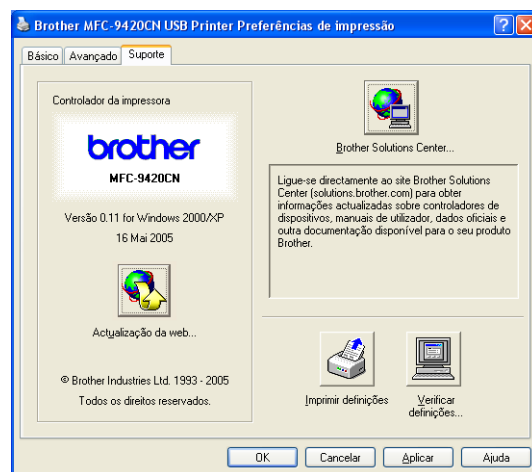 Brother MFC-9420CN USB Printer Preferências de impressão
Básico
Avançado
Suporte
Controlador da impressora
brother
MFC-9420CN
Versão 0.11 for Windows 2000/XP
16 Mai 2005
Actualização da web...
© Brother Industries Ltd. 1993 - 2005
Todos os direitos reservados.
Brother Solutions Center...
Ligue-se directamente ao site Brother Solutions
Center (solutions.brother.com) para obter
informações actualizadas sobre controladores de
dispositivos, manuais de utilizador, dados oficiais e
outra documentação disponível para o seu produto
Brother.
Imprimir definições
Verificar
definições...
OK
Cancelar
Aplicar
Ajuda